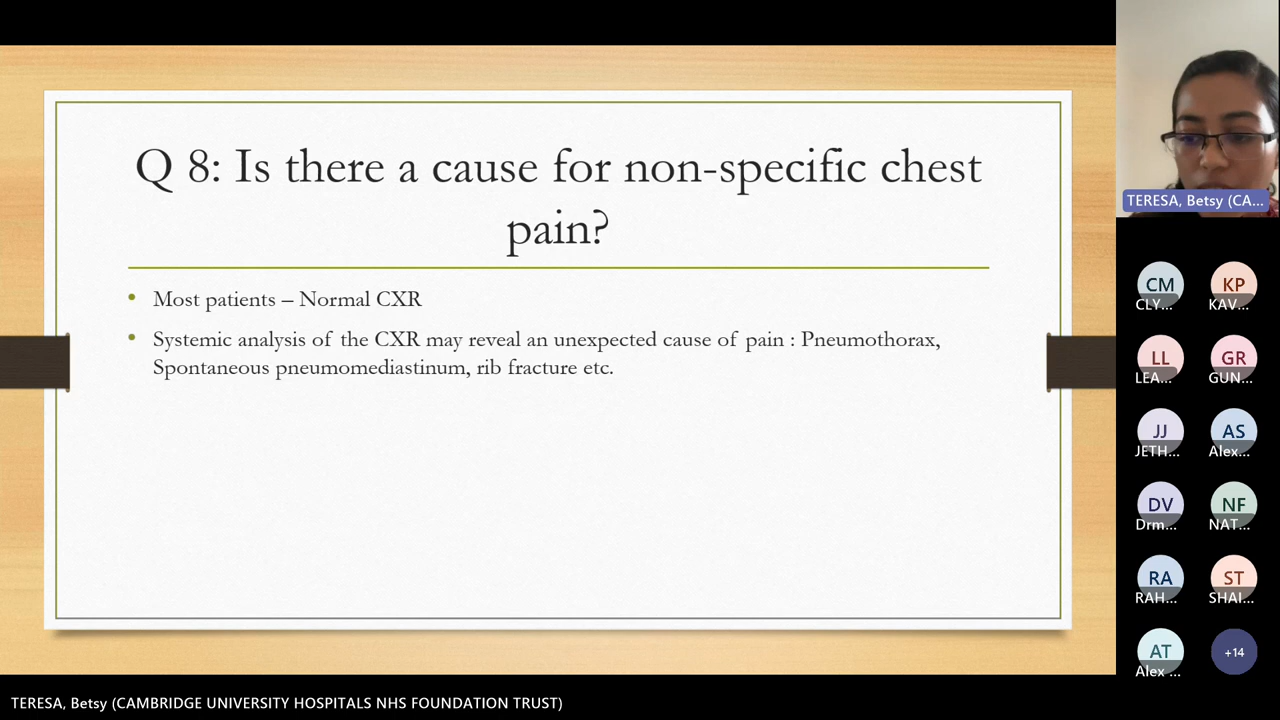 Q 8: Is there a cause for non-specific chest
pain?
• Most patients – Normal CXR
• Systemic analysis of the CXR may reveal an unexpected cause of pain : Pneumothorax,
Spontaneous pneumomediastinum, rib fracture etc.
TERESA, Betsy (CA...
CM
CLY...
KP
KAV...
LL
LEA...
GR
GUN...
JJ
JETH...
AS
Alex...
DV
Drm...
NF
NAT...
RA
RAH...
ST
SHAI...
AT
Alex ...
+14
TERESA, Betsy (CAMBRIDGE UNIVERSITY HOSPITALS NHS FOUNDATION TRUST)